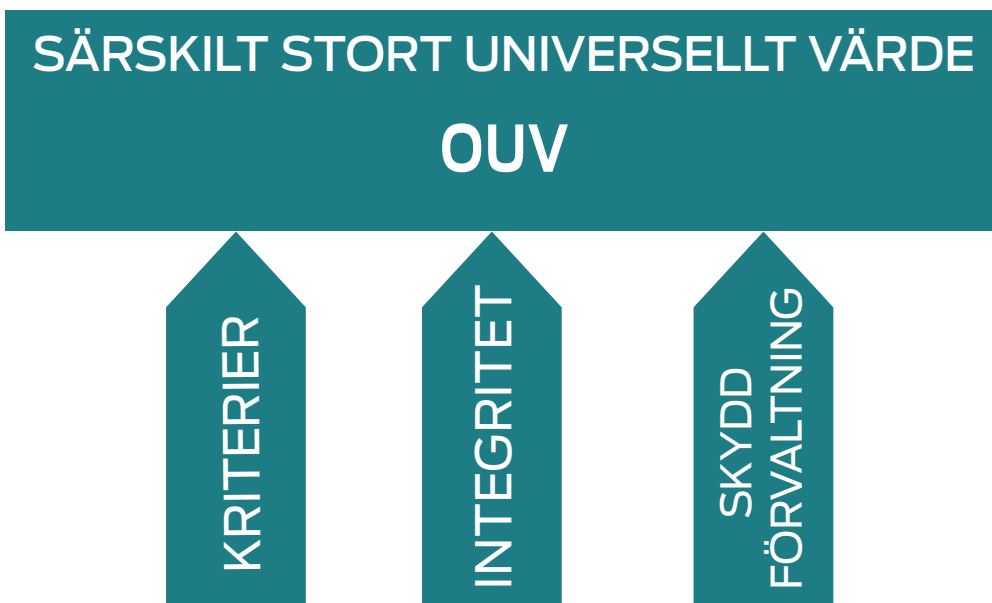 SÄRSKILT STORT UNIVERSELLT VÄRDE
OUV
KRITERIER
INTEGRITET
SKYDD
FÖRVALTNING